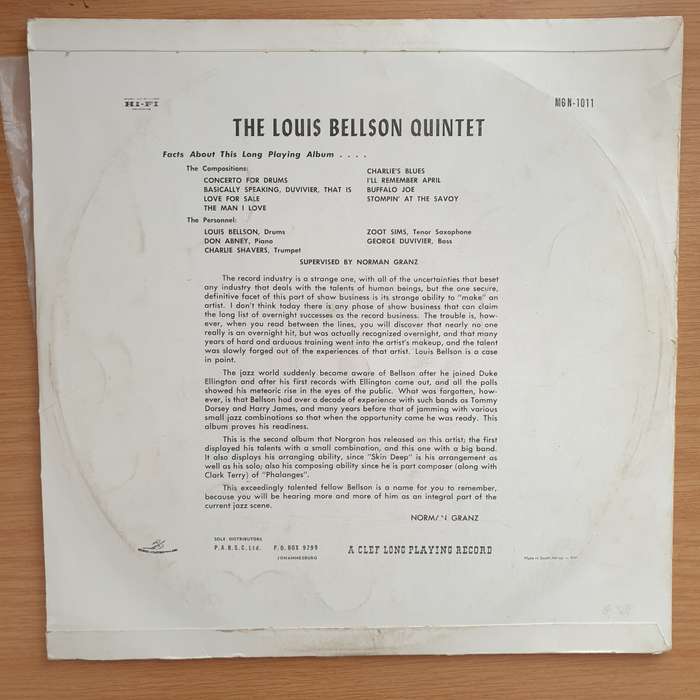 HI-FI
MG N-1011
THE LOUIS BELLSON QUINTET
Facts About This Long Playing Album . . . .
The Compositions:
CONCERTO FOR DRUMS
BASICALLY SPEAKING, DUVIVIER, THAT IS
LOVE FOR SALE
THE MAN I LOVE
CHARLIE'S BLUES
I'LL REMEMBER APRIL
BUFFALO JOE
STOMPIN' AT THE SAVOY
The Personnel:
LOUIS BELLSON, Drums
DON ABNEY, Piano
CHARLIE SHAVERS, Trumpet
ZOOT SIMS, Tenor Saxophone
GEORGE DUVIVIER, Bass
SUPERVISED BY NORMAN GRANZ
The record industry is a strange one, with all of the uncertainties that beset
any industry that deals with the talents of human beings, but the one secure,
definitive facet of this part of show business is its strange ability to "make" an
artist. I don't think today there is any phase of show business that can claim
the long list of overnight successes as the record business. The trouble is, how-
ever, when you read between the lines, you will discover that nearly no one
really is an overnight hit, but was actually recognized overnight, and that many
years of hard and arduous training went into the artist's makeup, and the talent
was slowly forged out of the experiences of that artist. Louis Bellson is a case
in point.
The jazz world suddenly became aware of Bellson after he joined Duke
Ellington and after his first records with Ellington came out, and all the polls
showed his meteoric rise in the eyes of the public. What was forgotten, how-
ever, is that Bellson had over a decade of experience with such bands as Tommy
Dorsey and Harry James, and many years before that of jamming with various
small jazz combinations so that when the opportunity came he was ready. This
album proves his readiness.
This is the second album that Norgron has released on this artist; the first
displayed his talents with a small combination, and this one with a big band.
It also displays his arranging ability, since "Skin Deep" is his arrangement as
well as his solo; also his composing ability since he is part composer (along with
Clark Terry) of "Phalanges".
This exceedingly talented fellow Bellson is a name for you to remember,
because you will be hearing more and more of him as an integral part of the
current jazz scene.
NORMAN GRANZ
SOLE DISTRIBUTORS
P.A.R.S.C. Ltd. P.O. BOX 9299
JOHANNESBURG
A CLEF LONG PLAYING RECORD
Made in South Africa